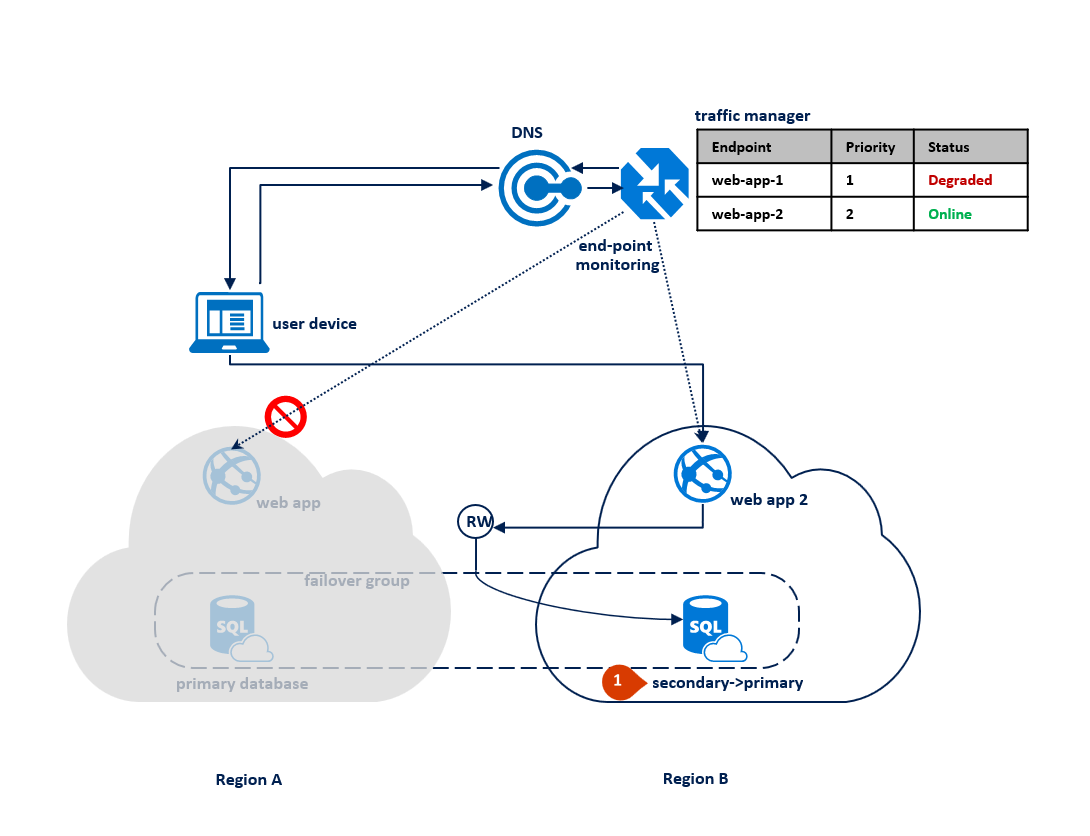 traffic manager
DNS
Endpoint Priority Status
web-app-1 1 Degraded
web-app-2 2 Online
end-point
monitoring
user device
web app
web app 2
RW
failover group
SQL
SQL
primary database
1
secondary->primary
Region A
Region B